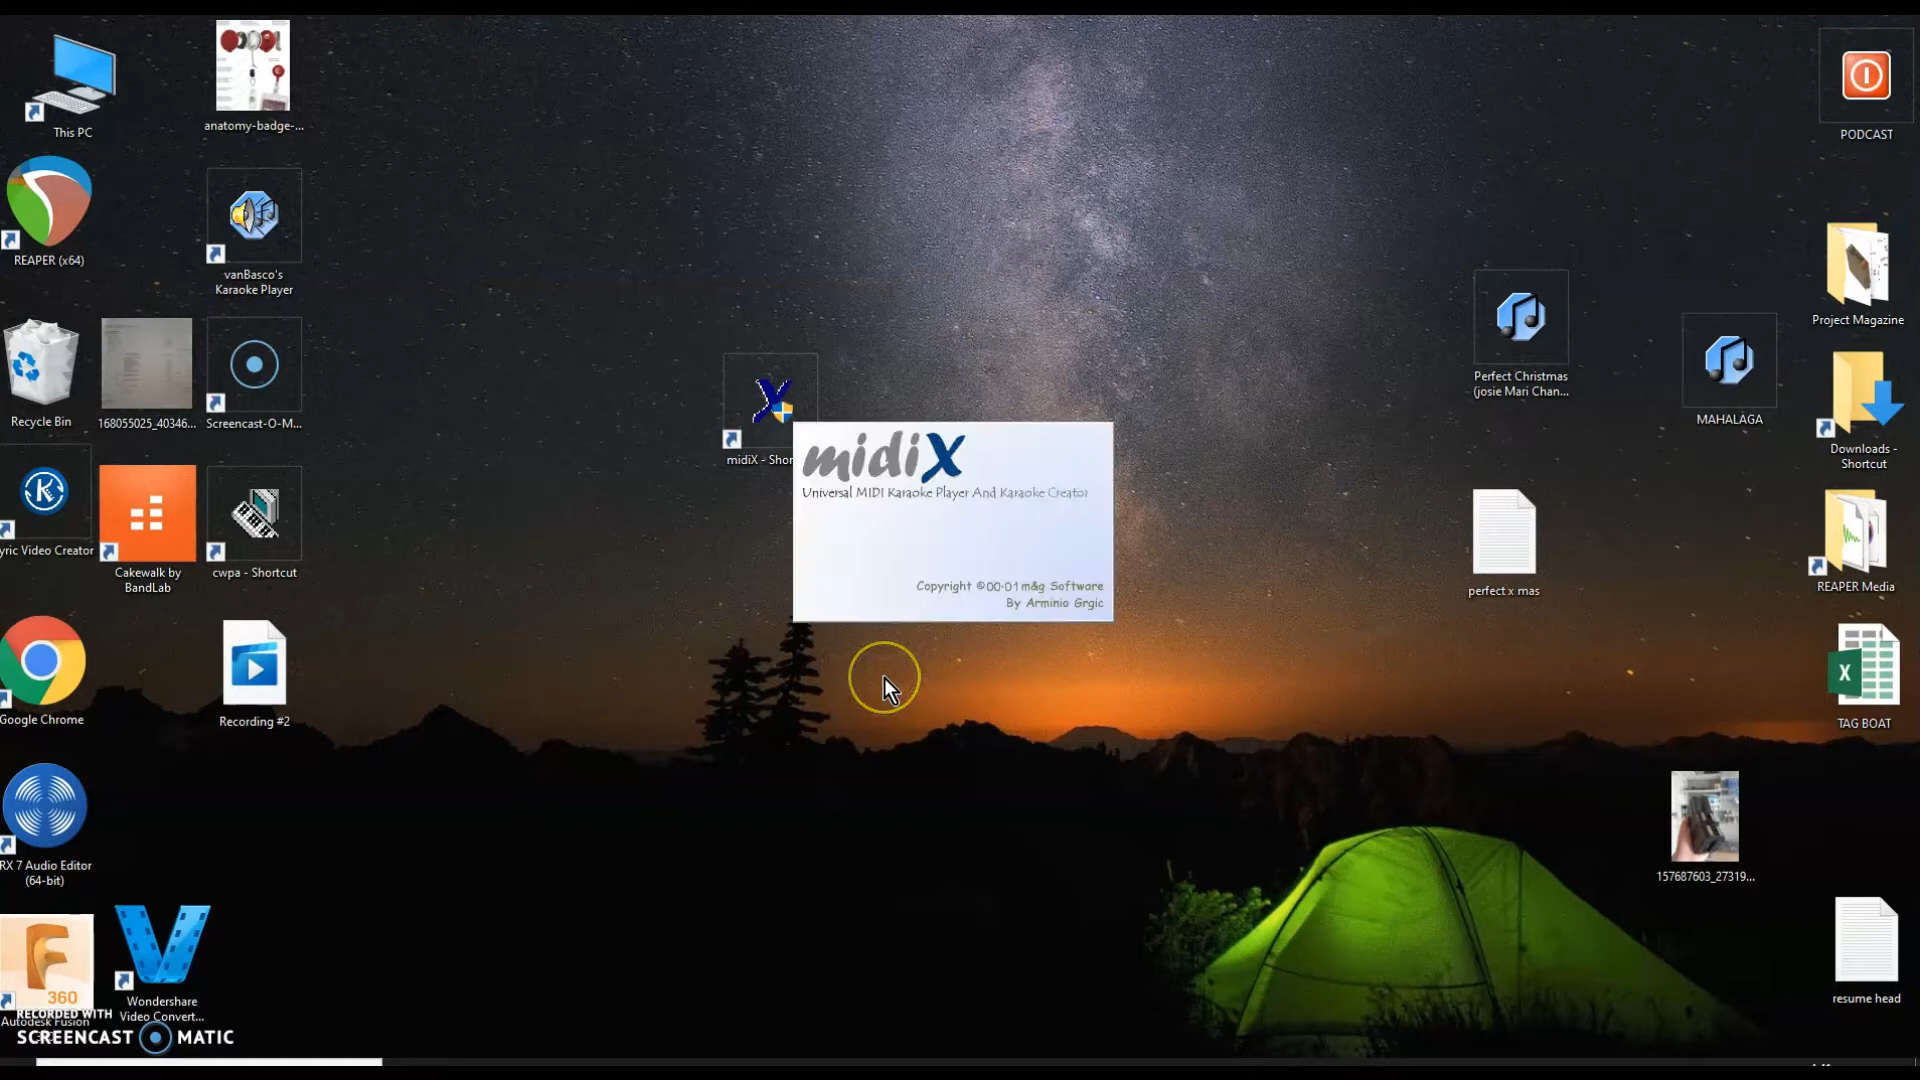 This PC
anatomy-badge-...
PODCAST
REAPER (x64)
vanBasco's
Karaoke Player
Project Magazine
Recycle Bin
168055025_40346...
Screencast-O-M...
midiX - Shor
Perfect Christmas
(josie Mari Chan...
MAHALAGA
Downloads -
Shortcut
midiX
Universal MIDI Karaoke Player And Karaoke Creator
Copyright ©00-01 m&g Software
By Arminio Grgic
yric Video Creator
Cakewalk by
BandLab
cwpa - Shortcut
perfect x mas
REAPER Media
Google Chrome
Recording #2
X
TAG BOAT
RX 7 Audio Editor
(64-bit)
157687603_27319...
F
360
Autodesk Fusion
Wondershare
Video Convert...
resume head
RECORDED WITH
SCREENCAST MATIC